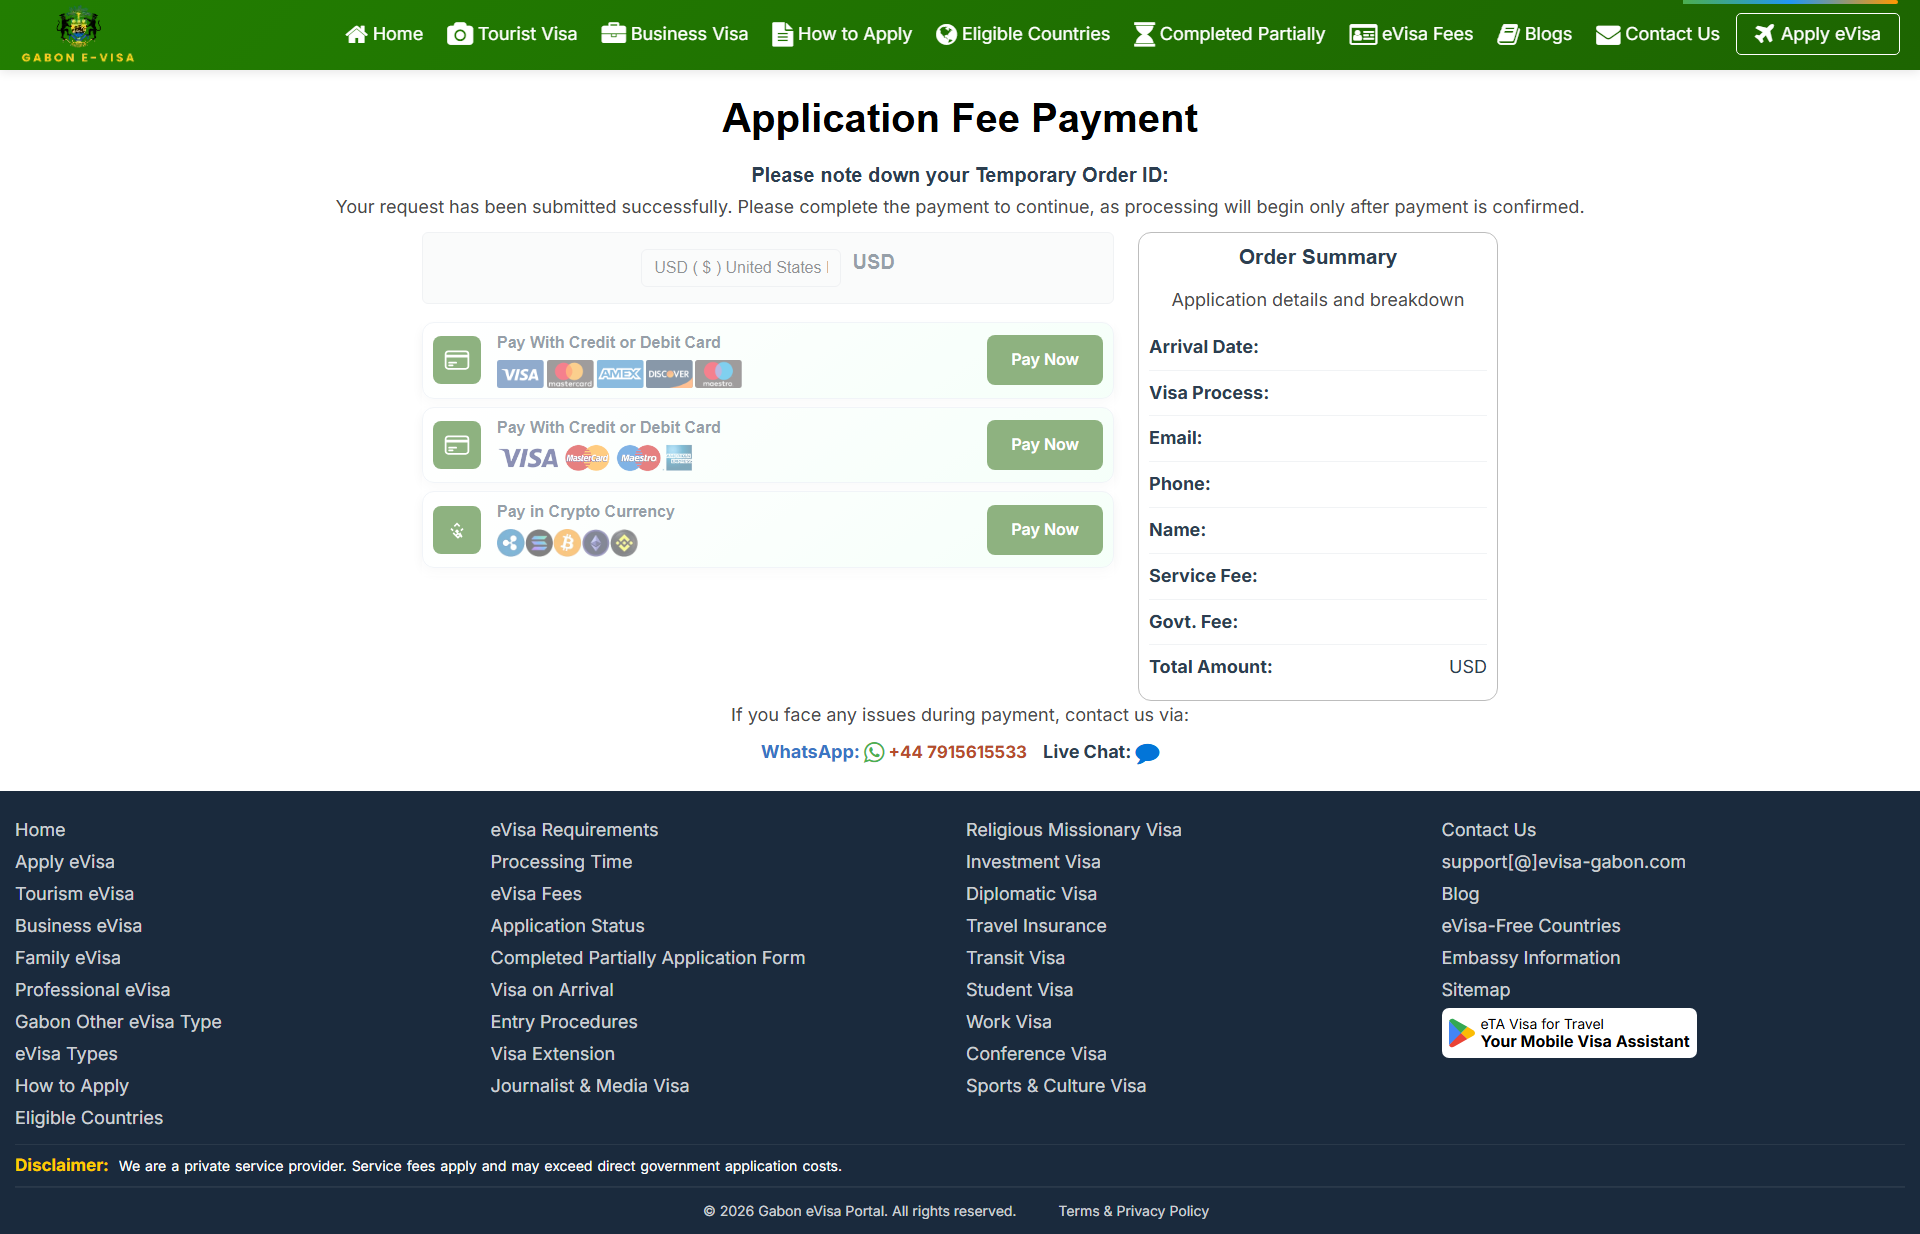 GABON E-VISA
Home
Tourist Visa
Business Visa
How to Apply
Eligible Countries
Completed Partially
eVisa Fees
Blogs
Contact Us
Apply eVisa
Application Fee Payment
Please note down your Temporary Order ID:
Your request has been submitted successfully. Please complete the payment to continue, as processing will begin only after payment is confirmed.
USD ( $ ) United States
USD
Pay With Credit or Debit Card
VISA mastercard AMEX DISCOVER maestro
Pay Now
Pay With Credit or Debit Card
VISA MasterCard Maestro
Pay Now
Pay in Crypto Currency
Pay Now
Order Summary
Application details and breakdown
Arrival Date:
Visa Process:
Email:
Phone:
Name:
Service Fee:
Govt. Fee:
Total Amount: USD
If you face any issues during payment, contact us via:
WhatsApp: +44 7915615533 Live Chat:
Home
Apply eVisa
Tourism eVisa
Business eVisa
Family eVisa
Professional eVisa
Gabon Other eVisa Type
eVisa Types
How to Apply
Eligible Countries
eVisa Requirements
Processing Time
eVisa Fees
Application Status
Completed Partially Application Form
Visa on Arrival
Entry Procedures
Visa Extension
Journalist & Media Visa
Religious Missionary Visa
Investment Visa
Diplomatic Visa
Travel Insurance
Transit Visa
Student Visa
Work Visa
Conference Visa
Sports & Culture Visa
Contact Us
support[@]evisa-gabon.com
Blog
eVisa-Free Countries
Embassy Information
Sitemap
eTA Visa for Travel
Your Mobile Visa Assistant
Disclaimer: We are a private service provider. Service fees apply and may exceed direct government application costs.
© 2026 Gabon eVisa Portal. All rights reserved. Terms & Privacy Policy